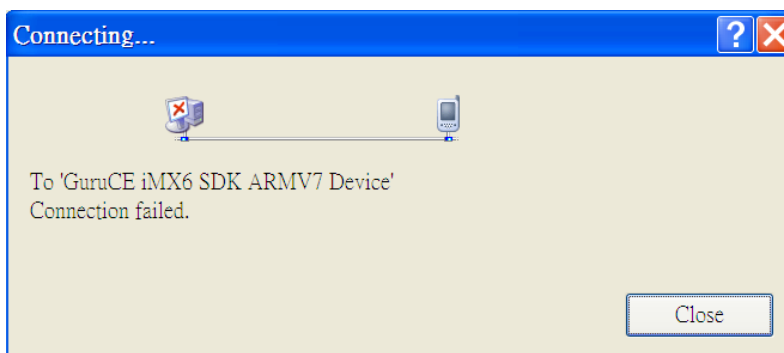 Connecting...
To 'GuruCE iMX6 SDK ARMV7 Device'
Connection failed.
Close